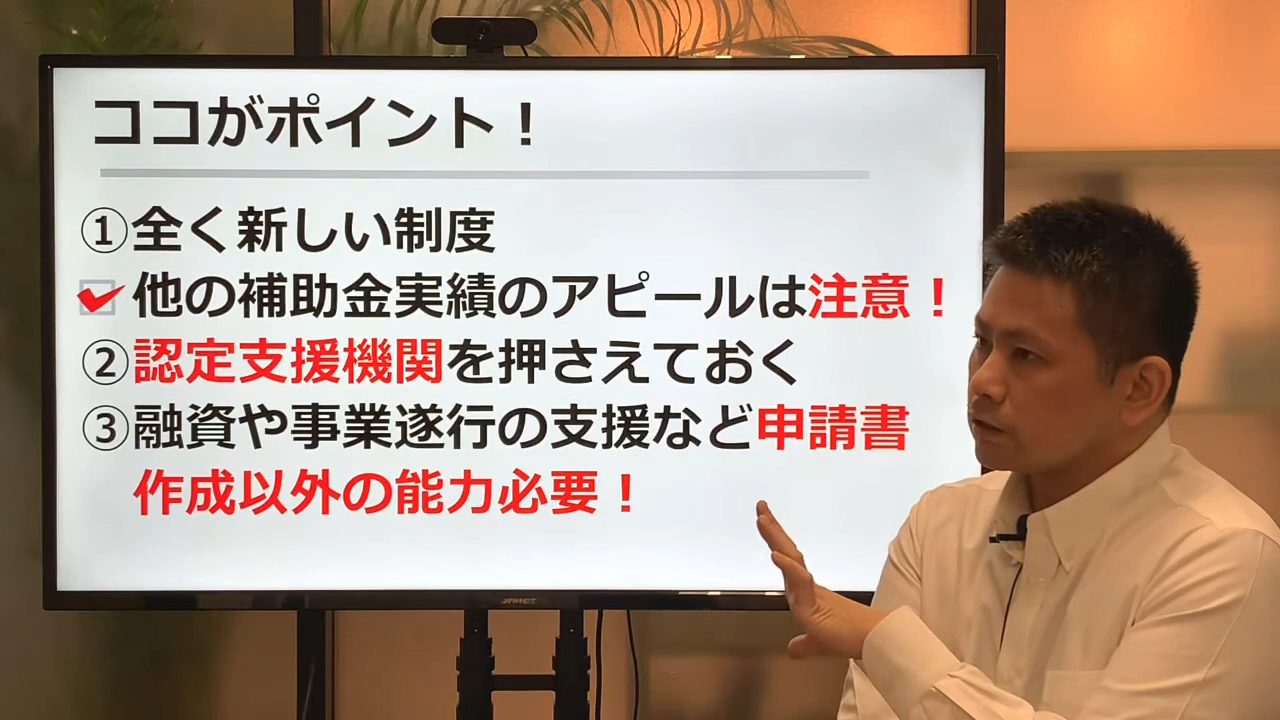 ココがポイント！
①全く新しい制度
他の補助金実績のアピールは注意！
②認定支援機関を押さえておく
③融資や事業遂行の支援など申請書
作成以外の能力必要！
JAPANNEXT